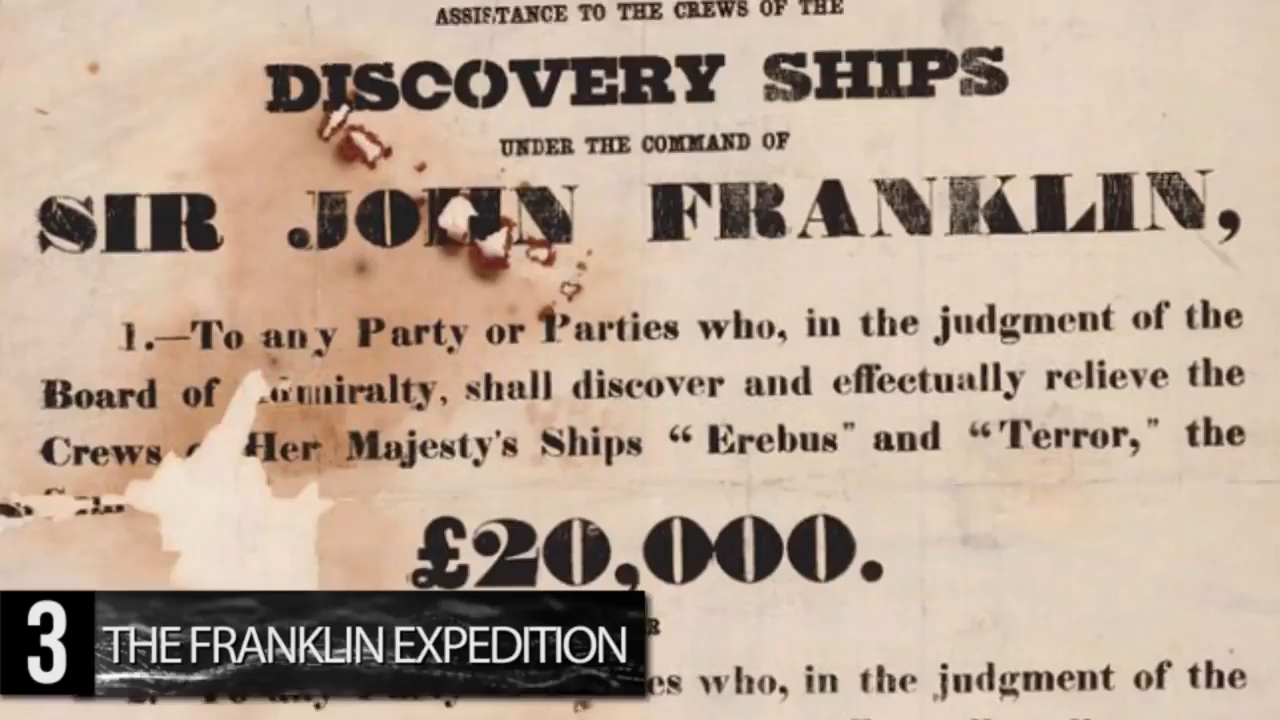 ASSISTANCE TO THE CREWS OF THE
DISCOVERY SHIPS
UNDER THE COMMAND OF
SIR JOHN FRANKLIN,
1.—To any Party or Parties who, in the judgment of the
Board of Admiralty, shall discover and effectually relieve the
Crews Her Majesty's Ships “Erebus” and “Terror,” the
£20,000.
3 THE FRANKLIN EXPEDITION
who, in the judgment of the